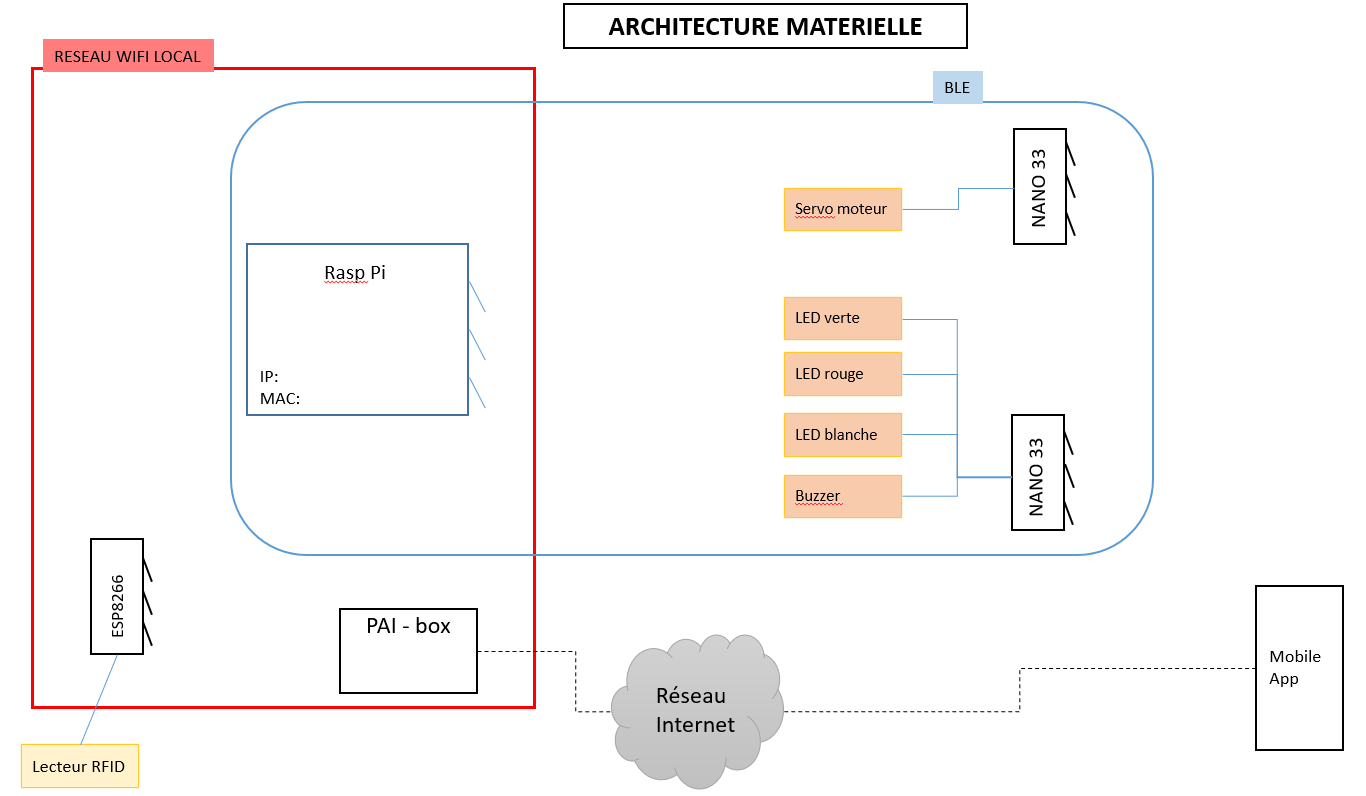 ARCHITECTURE MATERIELLE
RESEAU WIFI LOCAL
BLE
NANO 33
Servo moteur
Rasp Pi
IP:
MAC:
LED verte
LED rouge
LED blanche
Buzzer
NANO 33
ESP8266
PAI - box
Réseau
Internet
Mobile
App
Lecteur RFID